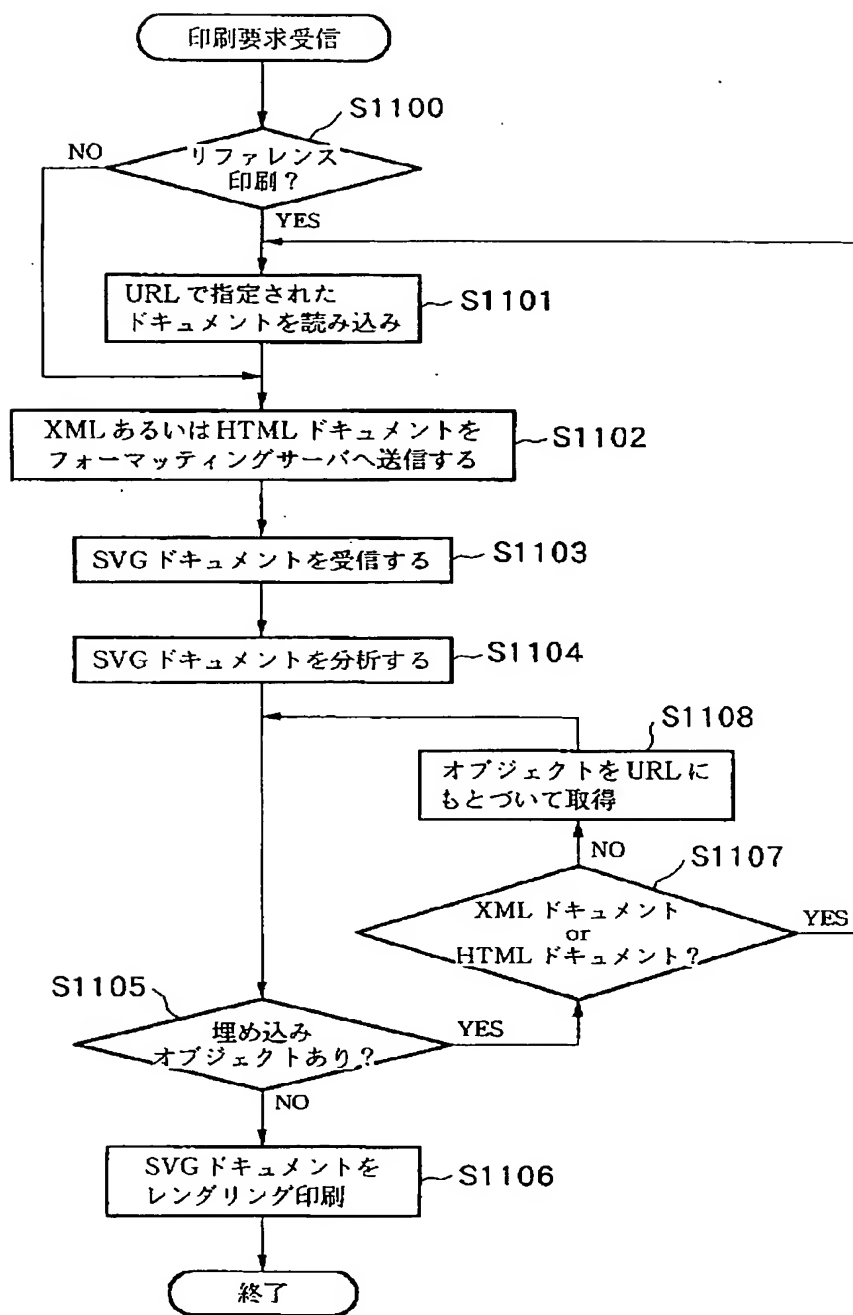 印刷要求受信
S1100
NO
リファレンス
印刷?
YES
URLで指定された
ドキュメントを読み込み
S1101
XMLあるいはHTMLドキュメントを
フォーマッティングサーバへ送信する
S1102
SVGドキュメントを受信する
S1103
SVGドキュメントを分析する
S1104
S1108
オブジェクトをURLに
もとづいて取得
NO
S1107
XMLドキュメント
or
HTMLドキュメント?
YES
S1105
埋め込み
オブジェクトあり?
YES
NO
SVGドキュメントを
レンダリング印刷
S1106
終了